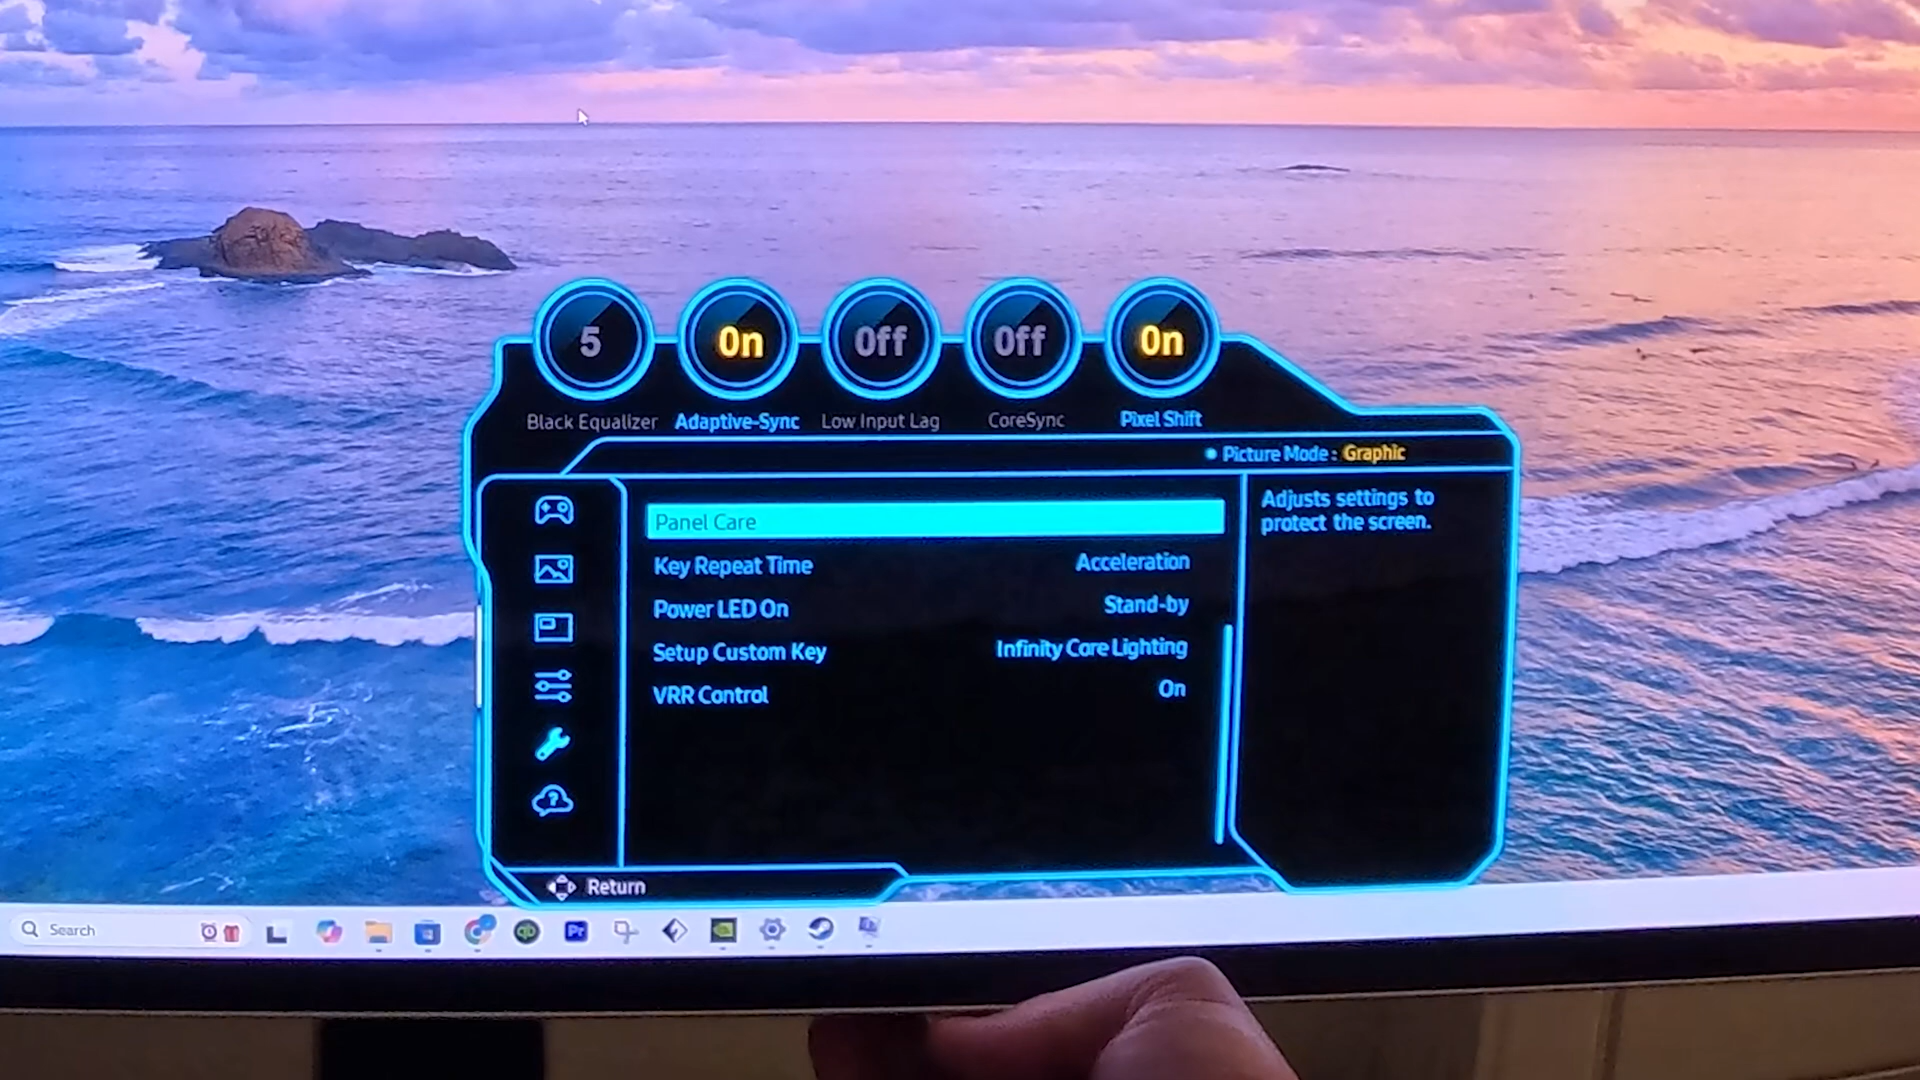 5
On
Off
Off
On
Black Equalizer
Adaptive-Sync
Low Input Lag
CoreSync
Pixel Shift
Picture Mode : Graphic
Panel Care
Key Repeat Time
Acceleration
Power LED On
Stand-by
Setup Custom Key
Infinity Core Lighting
VRR Control
On
Adjusts settings to
protect the screen.
?
Return
Search
qb
Pr